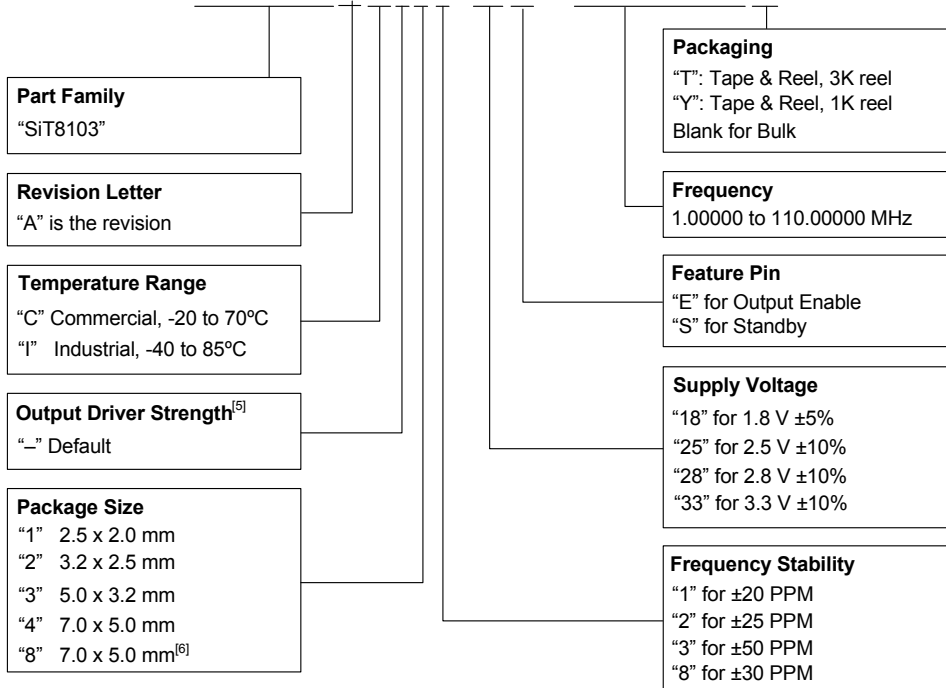 Part Family
“SiT8103”
Revision Letter
“A” is the revision
Temperature Range
“C” Commercial, -20 to 70ºC
“I” Industrial, -40 to 85ºC
Output Driver Strength[5]
“–” Default
Package Size
“1” 2.5 x 2.0 mm
“2” 3.2 x 2.5 mm
“3” 5.0 x 3.2 mm
“4” 7.0 x 5.0 mm
“8” 7.0 x 5.0 mm[6]
Packaging
“T”: Tape & Reel, 3K reel
“Y”: Tape & Reel, 1K reel
Blank for Bulk
Frequency
1.00000 to 110.00000 MHz
Feature Pin
“E” for Output Enable
“S” for Standby
Supply Voltage
“18” for 1.8 V ±5%
“25” for 2.5 V ±10%
“28” for 2.8 V ±10%
“33” for 3.3 V ±10%
Frequency Stability
“1” for ±20 PPM
“2” for ±25 PPM
“3” for ±50 PPM
“8” for ±30 PPM